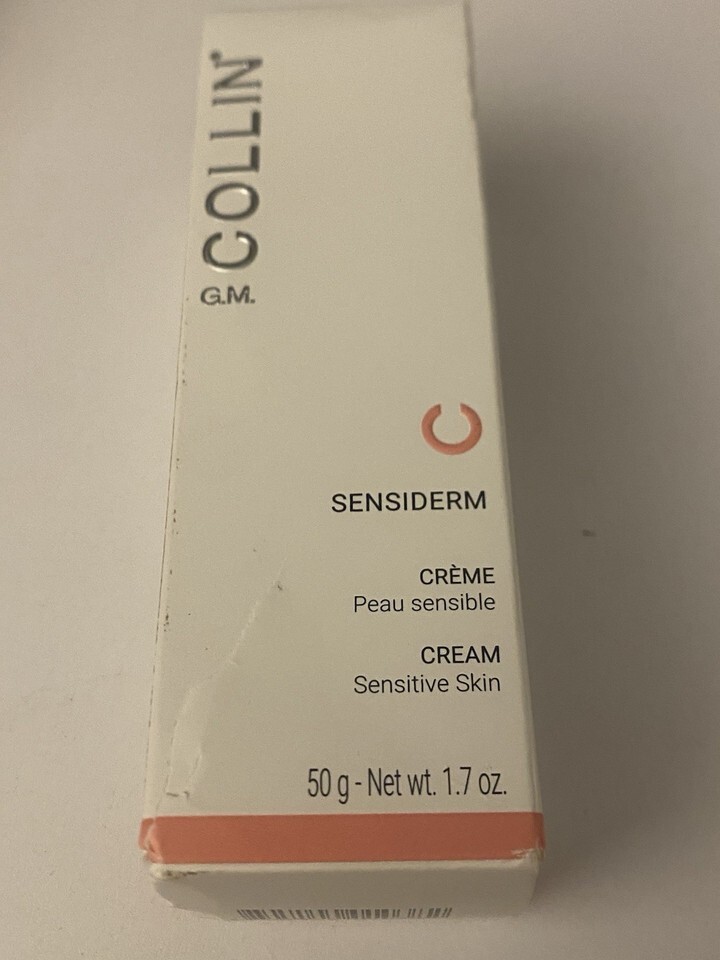 G.M. COLLIN®
SENSIDERM
CRÈME
Peau sensible
CREAM
Sensitive Skin
50 g - Net wt. 1.7 oz.